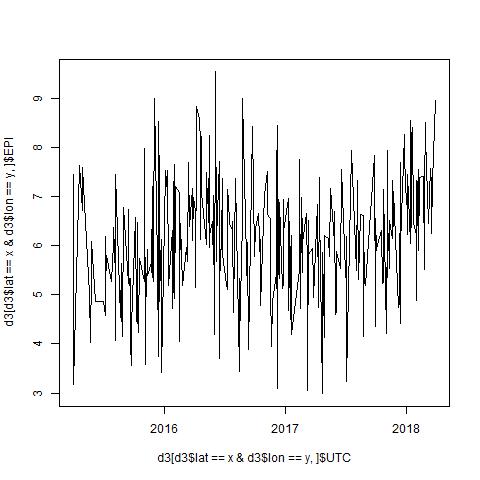 d3[d3$lat == x & d3$lon == y, ]$EPI
9
8
7
6
5
4
3
2016 2017 2018
d3[d3$lat == x & d3$lon == y, ]$UTC